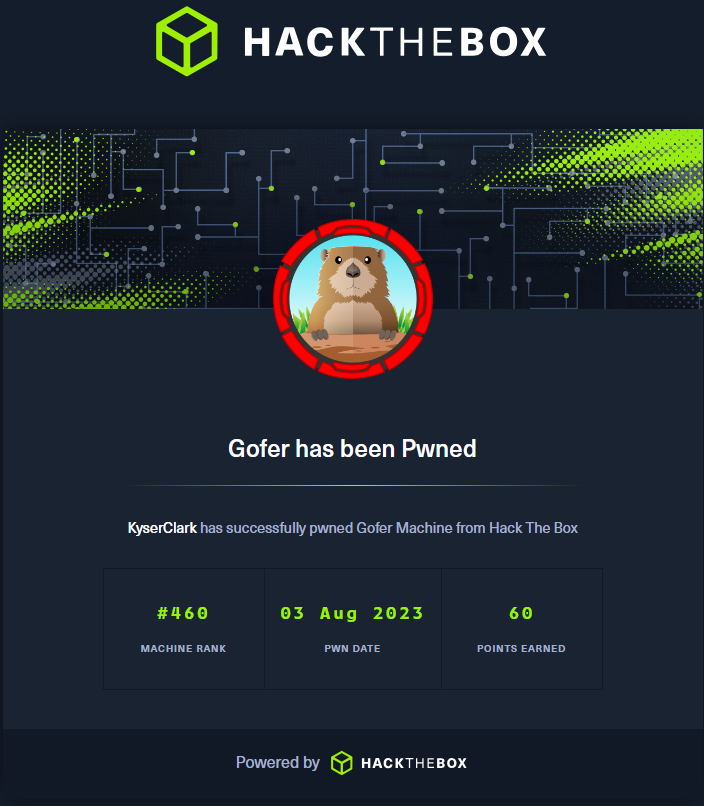 HACKTHEBOX
Gofer has been Pwned
KyserClark has successfully pwned Gofer Machine from Hack The Box
#460 03 Aug 2023 60
MACHINE RANK PWN DATE POINTS EARNED
Powered by HACKTHEBOX